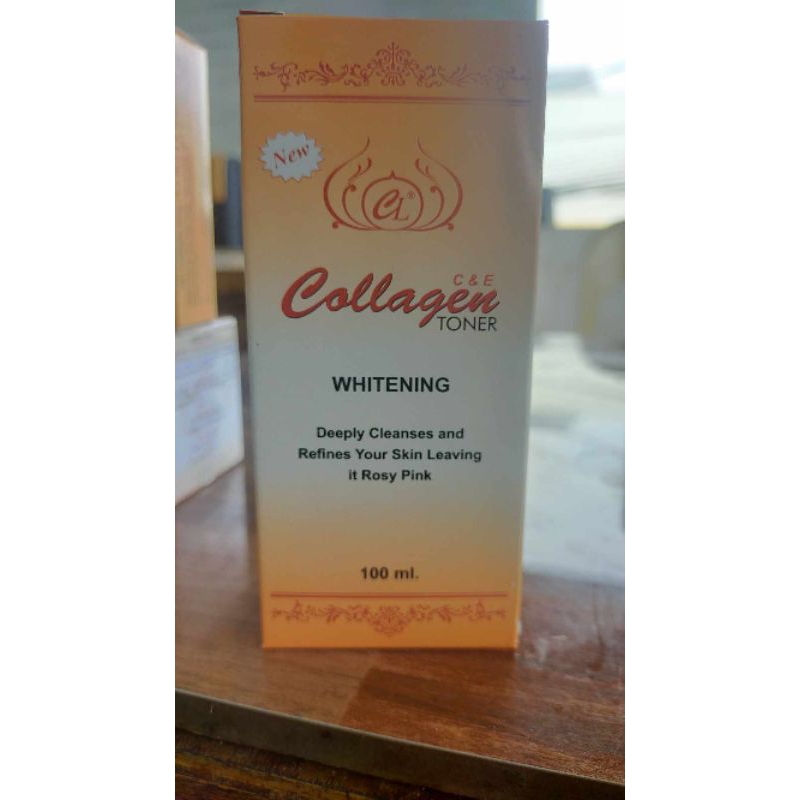 New
CL®
C & E
Collagen
TONER
WHITENING
Deeply Cleanses and
Refines Your Skin Leaving
it Rosy Pink
100 ml.